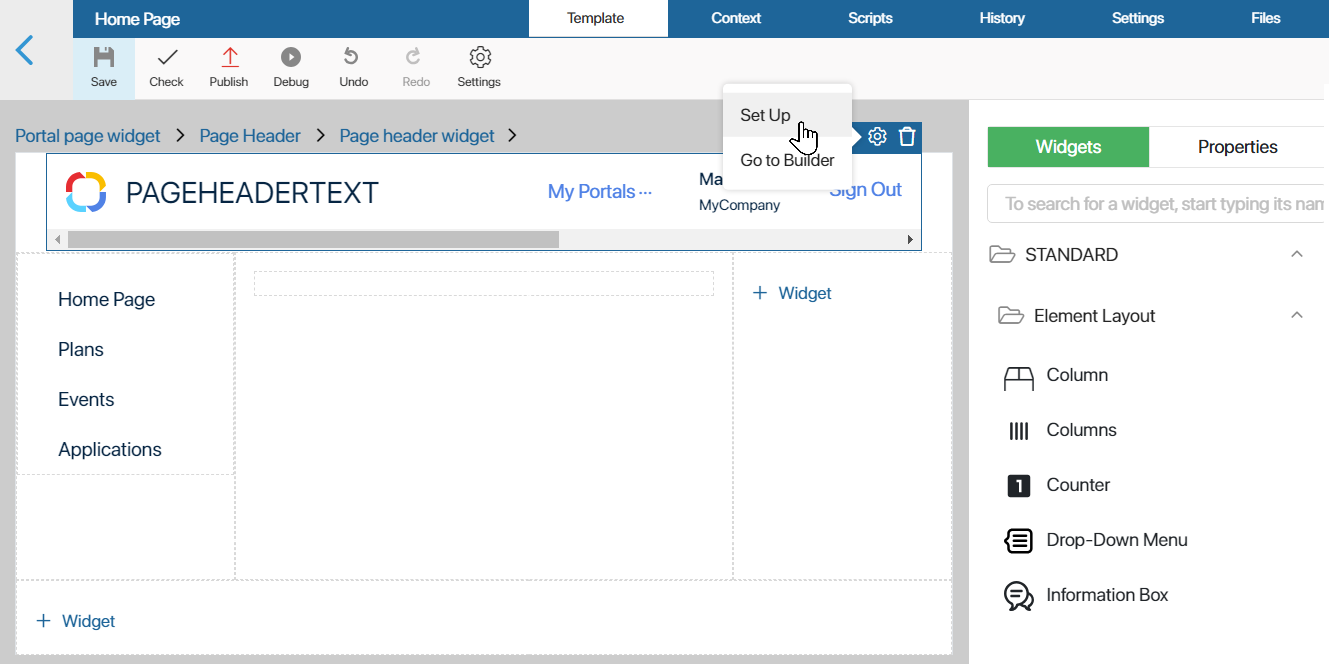 Home Page
Template
Context
Scripts
History
Settings
Files
Save
Check
Publish
Debug
Undo
Redo
Settings
Portal page widget
Page Header
Page header widget
Set Up
Go to Builder
PAGEHEADERTEXT
My Portals ···
Ma
MyCompany
Sign Out
Home Page
Plans
Events
Applications
+ Widget
+ Widget
Widgets
Properties
To search for a widget, start typing its nam
STANDARD
Element Layout
Column
Columns
1 Counter
Drop-Down Menu
Information Box